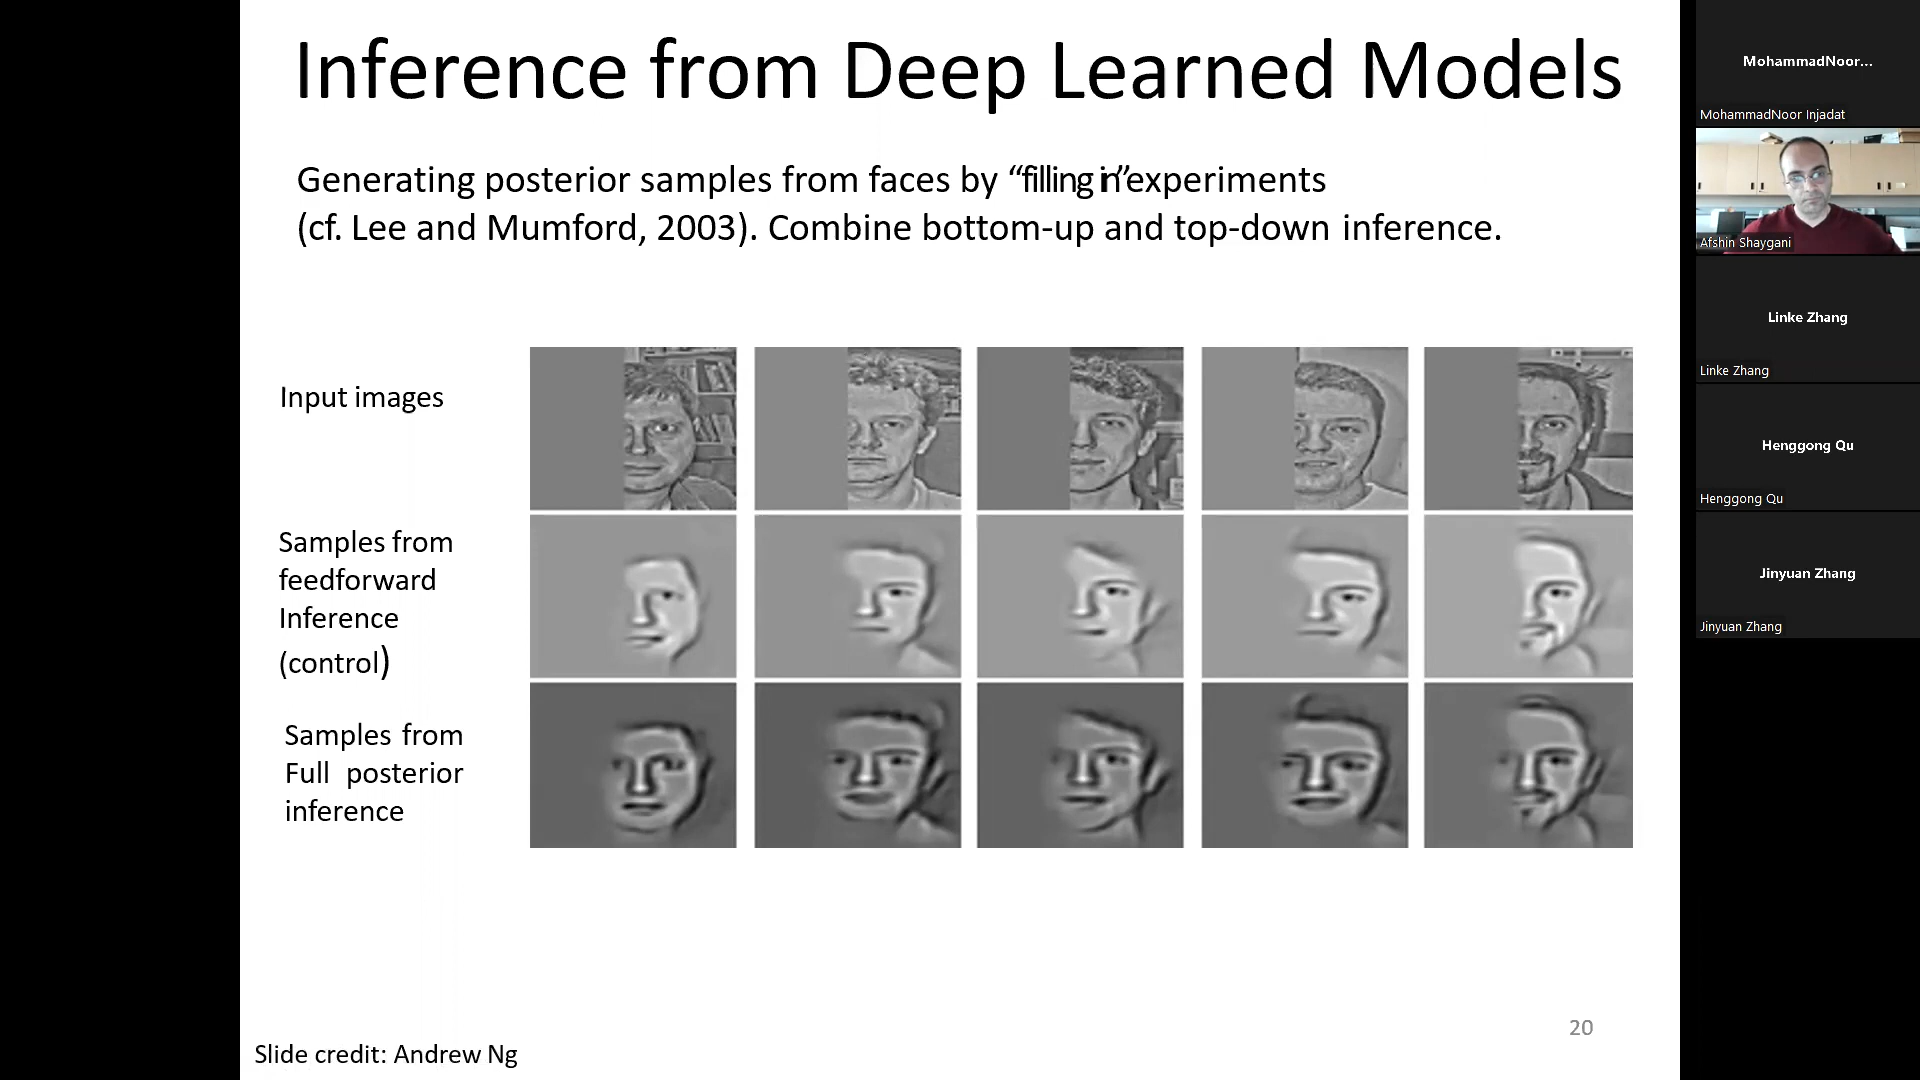 Inference from Deep Learned Models
Generating posterior samples from faces by “filling in” experiments
(cf. Lee and Mumford, 2003). Combine bottom-up and top-down inference.
Input images
Samples from
feedforward
Inference
(control)
Samples from
Full posterior
inference
20
Slide credit: Andrew Ng
MohammadNoor...
MohammadNoor Injadat
Afshin Shaygani
Linke Zhang
Linke Zhang
Henggong Qu
Henggong Qu
Jinyuan Zhang
Jinyuan Zhang